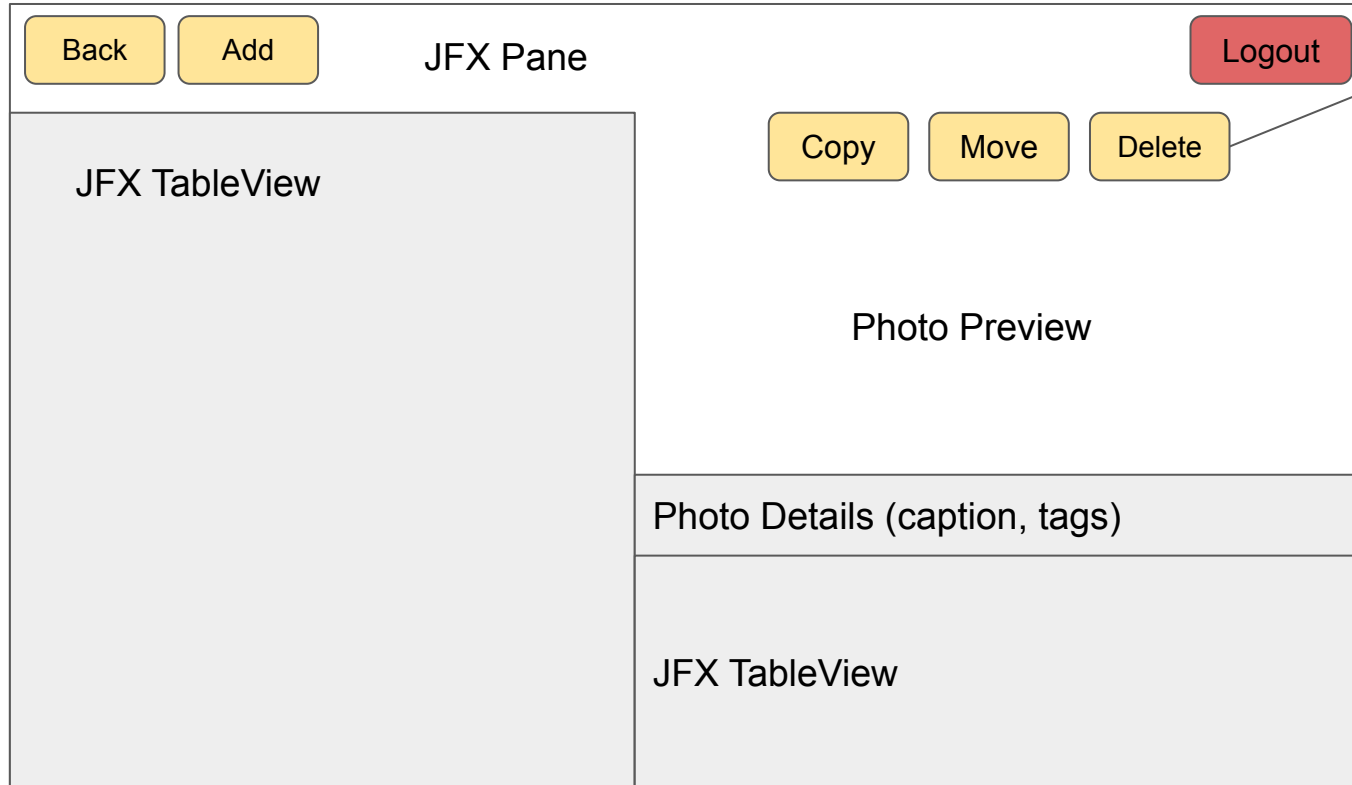 Back
Add
JFX Pane
Logout
Copy
Move
Delete
JFX TableView
Photo Preview
Photo Details (caption, tags)
JFX TableView